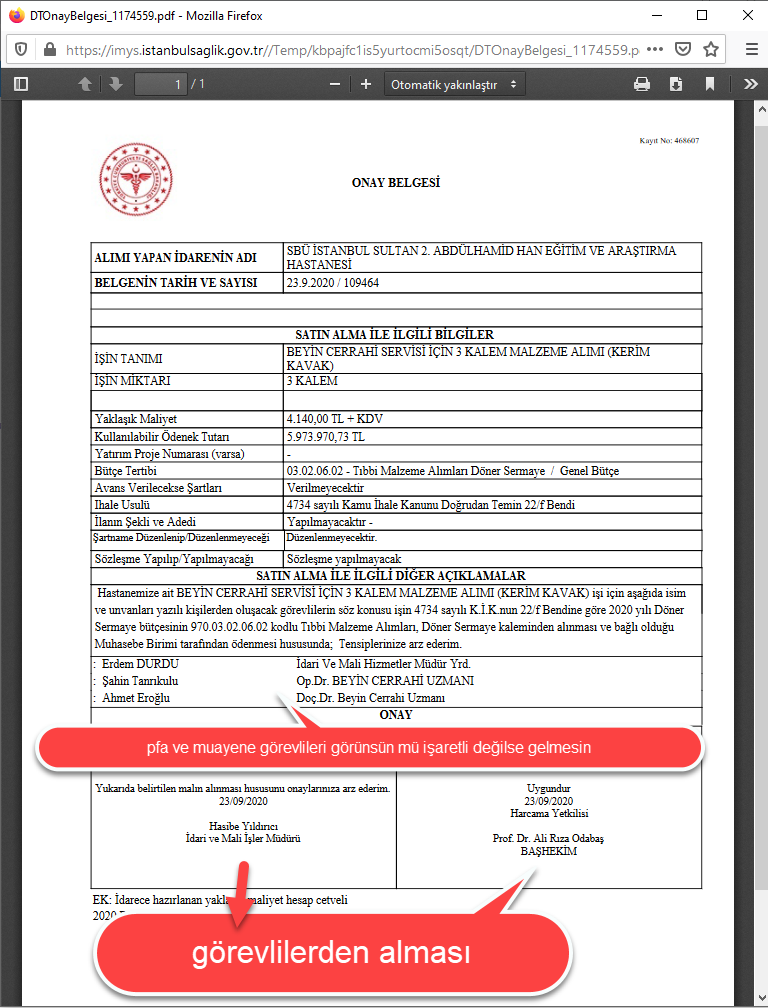 DTOnayBelgesi_1174559.pdf - Mozilla Firefox
https://imys.istanbulsaglik.gov.tr//Temp/kbpajfc1is5yurtocmi5osqt/DTOnayBelgesi_1174559.p
1 / 1
Otomatik yakınlaştır
Kayıt No: 468607
ONAY BELGESİ
ALIMI YAPAN İDARENİN ADI
SBÜ İSTANBUL SULTAN 2. ABDÜLHAMİD HAN EĞİTİM VE ARAŞTIRMA
HASTANESİ
BELGENİN TARİH VE SAYISI 23.9.2020 / 109464
SATIN ALMA İLE İLGİLİ BİLGİLER
İŞİN TANIMI
BEYİN CERRAHİ SERVİSİ İÇİN 3 KALEM MALZEME ALIMI (KERİM
KAVAK)
İŞİN MİKTARI 3 KALEM
Yaklaşık Maliyet 4.140,00 TL + KDV
Kullanılabilir Ödenek Tutarı 5.973.970,73 TL
Yatırım Proje Numarası (varsa) -
Bütçe Tertibi 03.02.06.02 - Tıbbi Malzeme Alımları Döner Sermaye / Genel Bütçe
Avans Verilecekse Şartları Verilmeyecektir
İhale Usulü 4734 sayılı Kamu İhale Kanunu Doğrudan Temin 22/f Bendi
İlanın Şekli ve Adedi Yapılmayacaktır -
Şartname Düzenlenip/Düzenlenmeyeceği Düzenlenmeyecektir.
Sözleşme Yapılıp/Yapılmayacağı Sözleşme yapılmayacak
SATIN ALMA İLE İLGİLİ DİĞER AÇIKLAMALAR
Hastanemize ait BEYİN CERRAHİ SERVİSİ İÇİN 3 KALEM MALZEME ALIMI (KERİM KAVAK) işi için aşağıda isim
ve unvanları yazılı kişilerden oluşacak görevlilerin söz konusu işin 4734 sayılı K.İ.K.nun 22/f Bendine göre 2020 yılı Döner
Sermaye bütçesinin 970.03.02.06.02 kodlu Tıbbi Malzeme Alımları, Döner Sermaye kaleminden alınması ve bağlı olduğu
Muhasebe Birimi tarafından ödenmesi hususunda; Tensiplerinize arz ederim.
: Erdem DURDU İdari Ve Mali Hizmetler Müdür Yrd.
: Şahin Tanrıkulu Op.Dr. BEYİN CERRAHİ UZMANI
: Ahmet Eroğlu Doç.Dr. Beyin Cerrahi Uzmanı
ONAY
pfa ve muayene görevlileri görünsün mü işaretli değilse gelmesin
Yukarıda belirtilen malın alınması hususunu onaylarınıza arz ederim.
23/09/2020
Hasibe Yıldırıcı
İdari ve Mali İşler Müdürü
Uygundur
23/09/2020
Harcama Yetkilisi
Prof. Dr. Ali Rıza Odabaş
BAŞHEKİM
EK: İdarece hazırlanan maliyet hesap cetveli
2020
görevlilerden alması